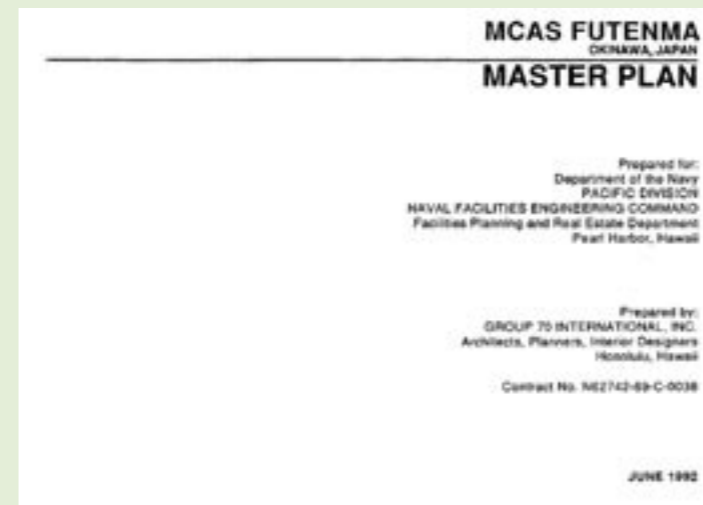 MCAS FUTENMA
OKINAWA, JAPAN
MASTER PLAN
Prepared for:
Department of the Navy
PACIFIC DIVISION
NAVAL FACILITIES ENGINEERING COMMAND
Facilities Planning and Real Estate Department
Pearl Harbor, Hawaii
Prepared by:
GROUP 70 INTERNATIONAL, INC.
Architects, Planners, Interior Designers
Honolulu, Hawaii
Contract No.
JUNE 1992